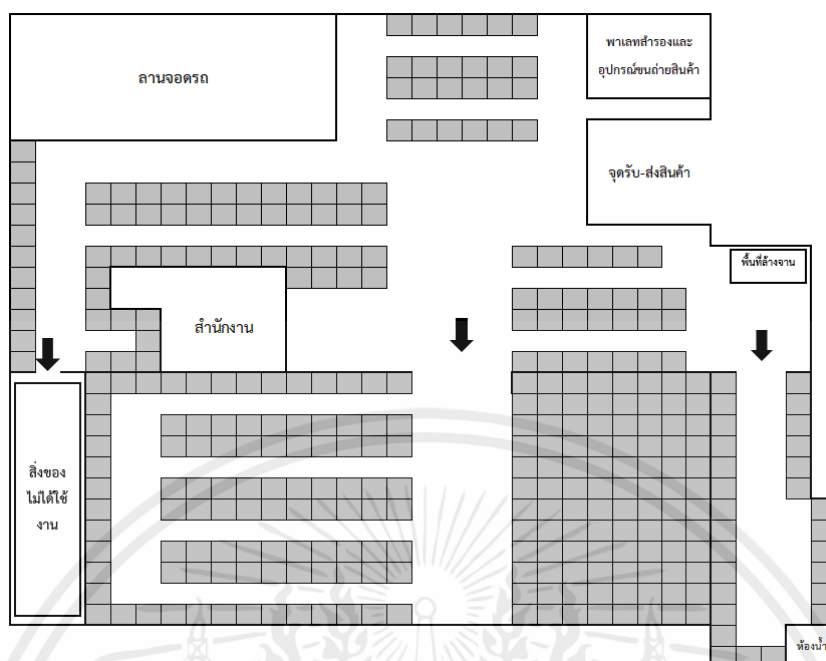 ลานจอดรถ
พาเลทสำรองและ
อุปกรณ์ขนถ่ายสินค้า
จุดรับ-ส่งสินค้า
พื้นที่ล้างจาน
สำนักงาน
สิ่งของ
ไม่ได้ใช้
งาน
ห้องน้ำ